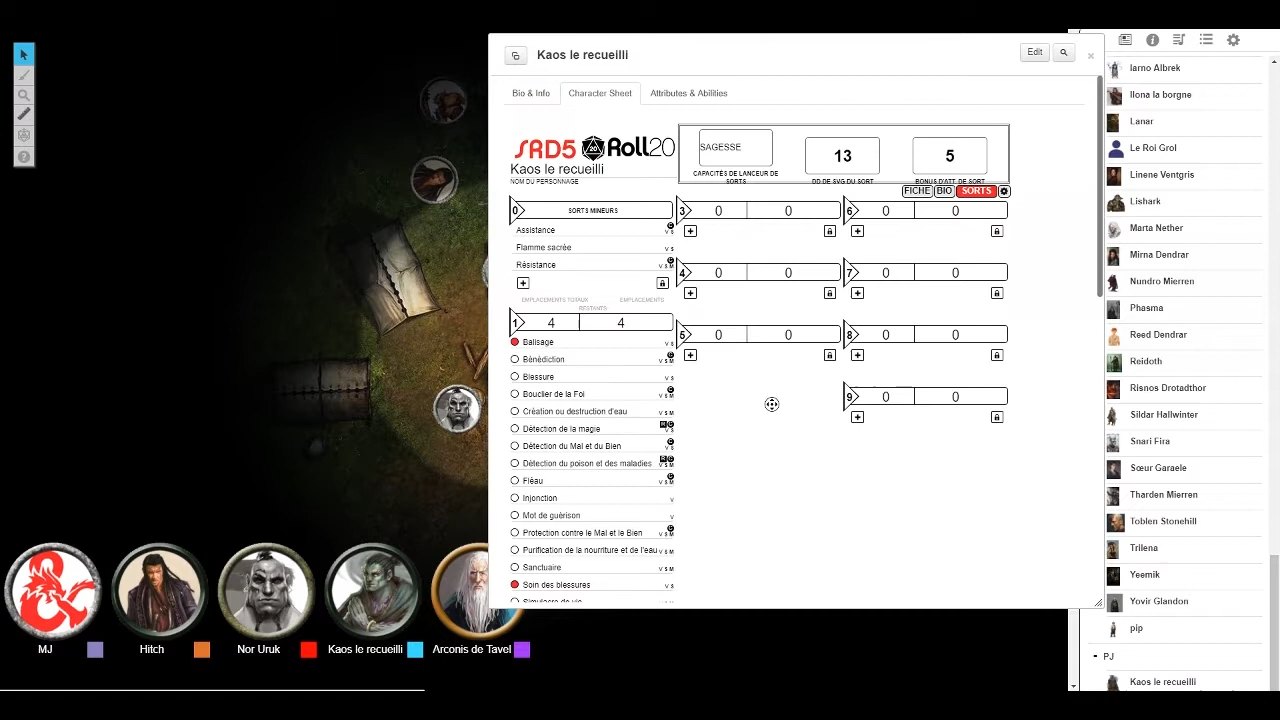 Kaos le recueilli
Edit
Bio & Info
Character Sheet
Attributes & Abilities
SRD5 Roll20
Kaos le recueilli
NOM DU PERSONNAGE
SAGESSE
13
5
CAPACITÉS DE LANCEUR DE SORTS
DD DE SVG DU SORT
BONUS D'ATT. DE SORT
FICHE BIO SORTS
0 SORTS MINEURS
Assistance
C
V S
Flamme sacrée
V S
Résistance
C
V S M
EMPLACEMENTS TOTAUX
EMPLACEMENTS RESTANTS
1 4 4
Balisage
V S
Bénédiction
C
V S M
Blessure
V S
Bouclier de la Foi
C
V S M
Création ou destruction d'eau
V S M
Détection de la magie
R C
V S
Détection du Mal et du Bien
C
V S
Détection du poison et des maladies
R C
V S M
Fléau
C
V S M
Injonction
V
Mot de guérison
V
Protection contre le Mal et le Bien
C
V S M
Purification de nourriture et de l'eau
V S M
Sanctuaire
V S M
Soin des blessures
V S
Simulacre de vie
3 0 0
4 0 0
5 0 0
6 0 0
7 0 0
8 0 0
9 0 0
Iarno Albrek
Ilona la borgne
Lanar
Le Roi Grol
Linene Ventgris
Lishark
Marta Nether
Mirna Dendrar
Nundro Mierren
Phasma
Reed Dendrar
Reidoth
Risnos Drotadthor
Sildar Hallwinter
Snari Fira
Sœur Garaele
Tharden Mierren
Toblen Stonehill
Trilena
Yeemik
Yovir Glandon
pip
PJ
Kaos le recueilli
MJ
Hitch
Nor Uruk
Kaos le recueilli
Arconis de Tavel